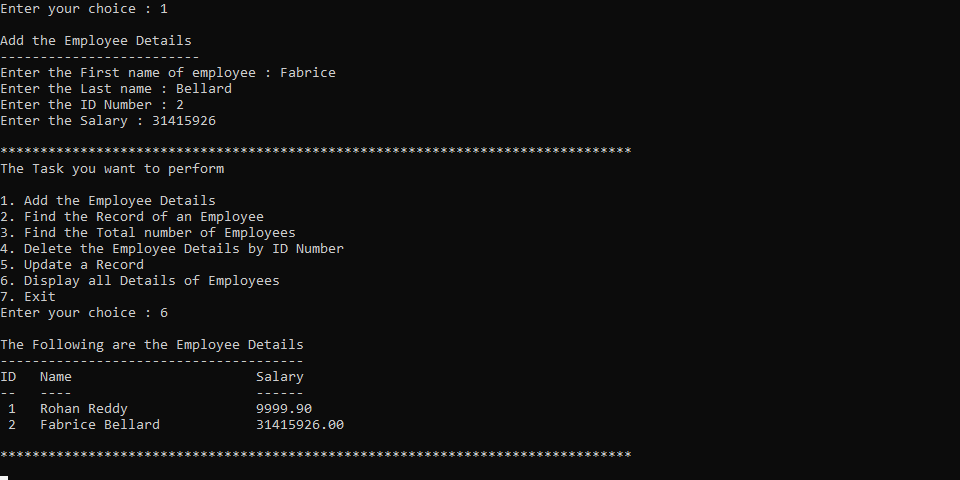 Enter your choice : 1
Add the Employee Details
-------------------------
Enter the First name of employee : Fabrice
Enter the Last name : Bellard
Enter the ID Number : 2
Enter the Salary : 31415926
*******************************************************************************
The Task you want to perform
1. Add the Employee Details
2. Find the Record of an Employee
3. Find the Total number of Employees
4. Delete the Employee Details by ID Number
5. Update a Record
6. Display all Details of Employees
7. Exit
Enter your choice : 6
The Following are the Employee Details
--------------------------------------
ID   Name                       Salary
--   ----                       ------
 1   Rohan Reddy                9999.90
 2   Fabrice Bellard            31415926.00
*******************************************************************************